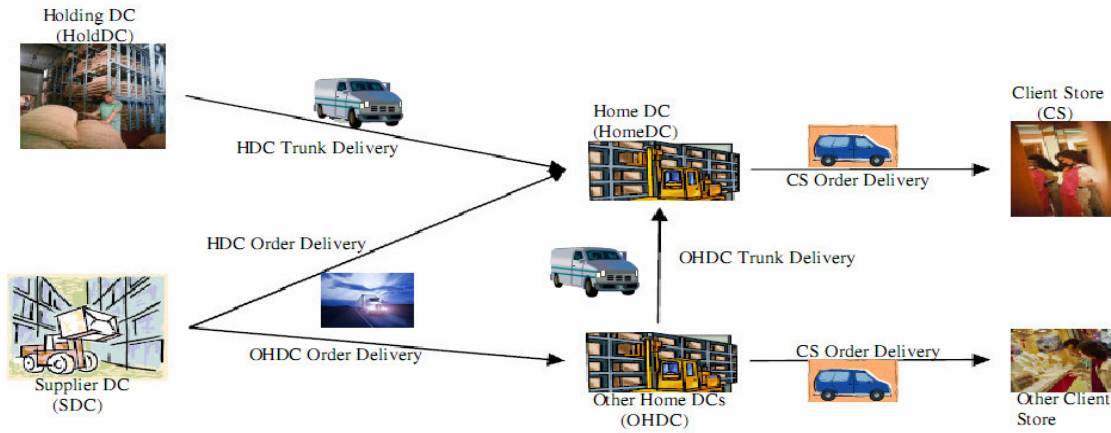 Holding DC
(HoldDC)
HDC Trunk Delivery
Home DC
(HomeDC)
CS Order Delivery
Client Store
(CS)
HDC Order Delivery
OHDC Trunk Delivery
OHDC Order Delivery
CS Order Delivery
Supplier DC
(SDC)
Other Home DCs
(OHDC)
Other Client
Store